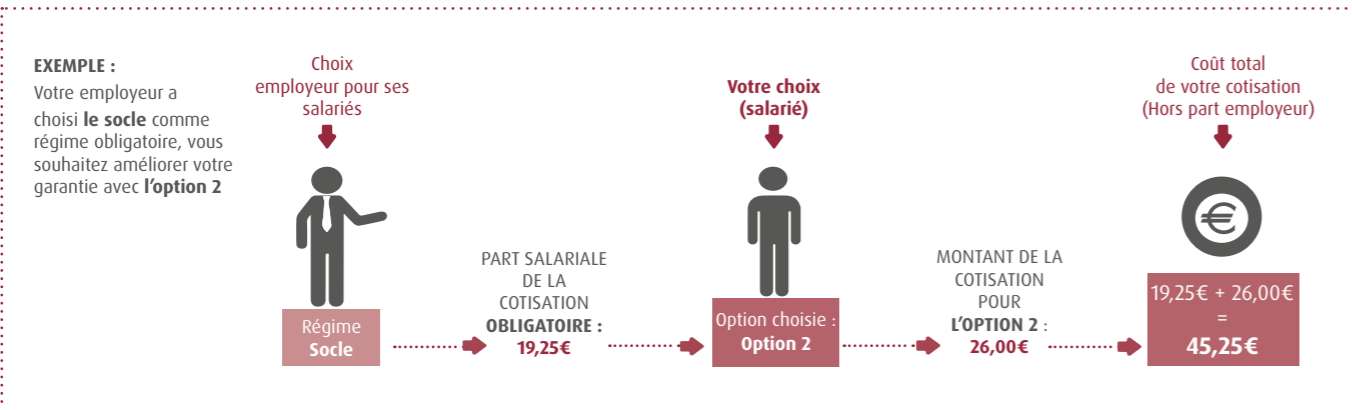 EXEMPLE :
Votre employeur a
choisi le socle comme
régime obligatoire, vous
souhaitez améliorer votre
garantie avec l'option 2
Choix
employeur pour ses
salariés
Régime
Socle
PART SALARIALE
DE LA
COTISATION
OBLIGATOIRE :
19,25€
Votre choix
(salarié)
Option choisie :
Option 2
MONTANT DE LA
COTISATION
POUR
L'OPTION 2 :
26,00€
Coût total
de votre cotisation
(Hors part employeur)
€
19,25€ + 26,00€
=
45,25€